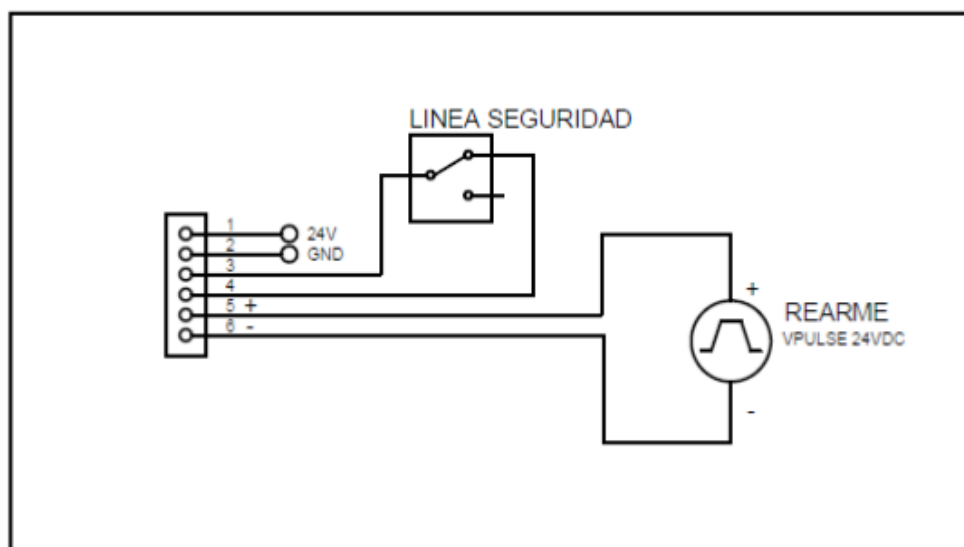 LINEA SEGURIDAD
1
24V
2
GND
3
4
5 +
6 -
+
REARME
VPULSE 24VDC
-